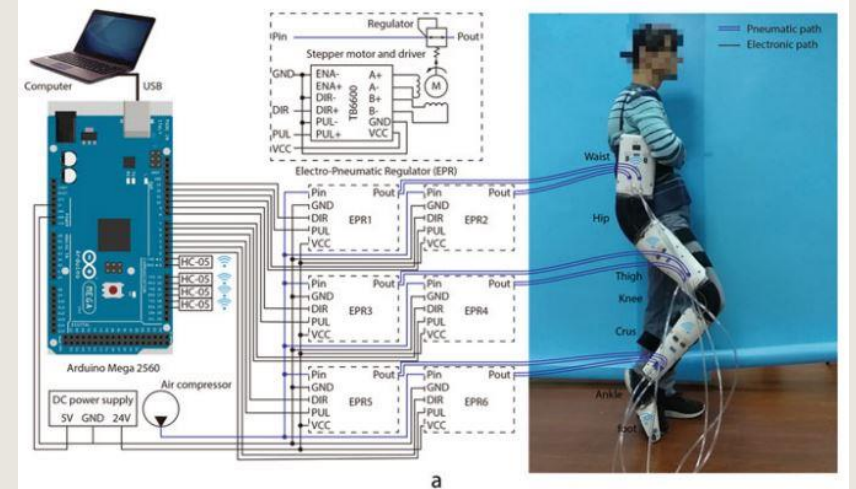 Regulator
Pin
Pout
Stepper motor and driver
GND
ENA-
A+
ENA+
A-
DIR-
B+
DIR
DIR+
B-
PUL-
GND
PUL
PUL+
VCC
VCC
TB6600
M
Pneumatic path
Electronic path
Computer
USB
Electro-Pneumatic Regulator (EPR)
Waist
Hip
Thigh
Knee
Crus
Ankle
foot
Pin Pout
GND
DIR EPR1
PUL
VCC
Pin Pout
GND
DIR EPR2
PUL
VCC
HC-05
HC-05
HC-05
HC-05
Pin Pout
GND
DIR EPR3
PUL
VCC
Pin Pout
GND
DIR EPR4
PUL
VCC
Pin Pout
GND
DIR EPR5
PUL
VCC
Pin Pout
GND
DIR EPR6
PUL
VCC
ARDUINO
MEGA
DIGITAL
Arduino Mega 2560
Air compressor
DC power supply
5V GND 24V
a